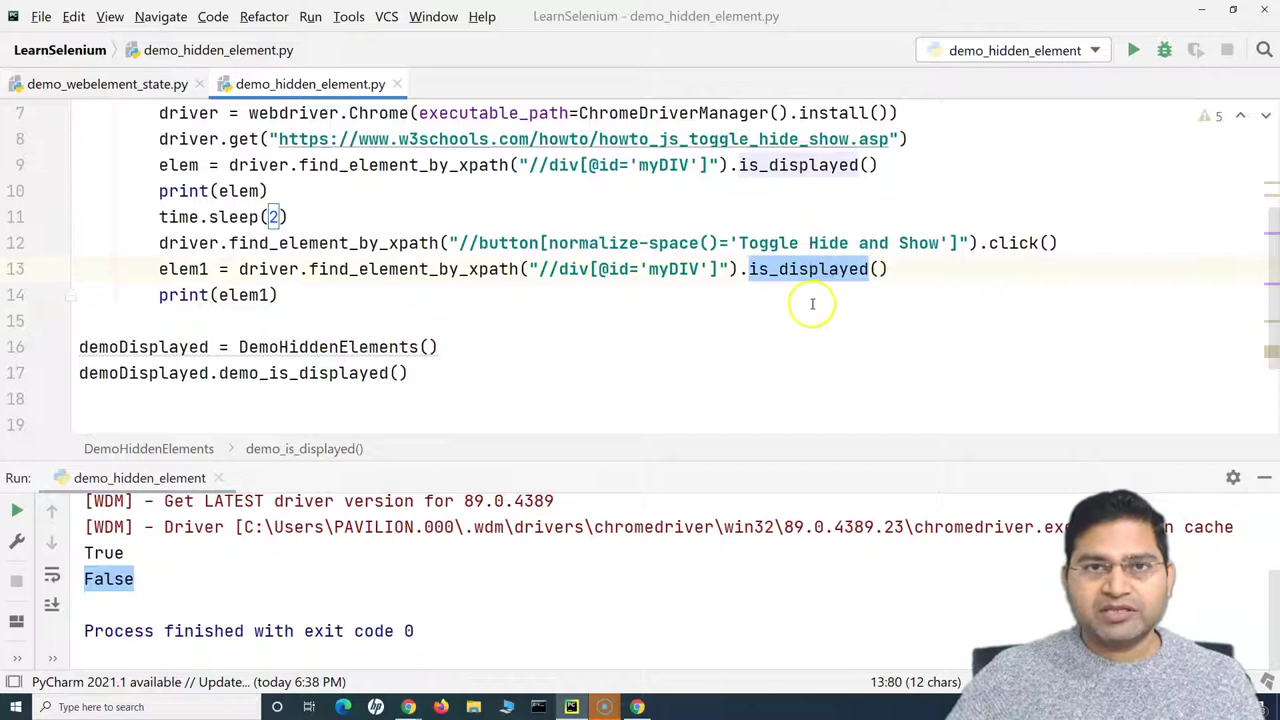 File Edit View Navigate Code Refactor Run Tools VCS Window Help LearnSelenium - demo_hidden_element.py
LearnSelenium demo_hidden_element.py demo_hidden_element
demo_webelement_state.py demo_hidden_element.py
7 driver = webdriver.Chrome(executable_path=ChromeDriverManager().install()) 5
8 driver.get("https://www.w3schools.com/howto/howto_js_toggle_hide_show.asp")
9 elem = driver.find_element_by_xpath("//div[@id='myDIV']").is_displayed()
10 print(elem)
11 time.sleep(2)
12 driver.find_element_by_xpath("//button[normalize-space()='Toggle Hide and Show']").click()
13 elem1 = driver.find_element_by_xpath("//div[@id='myDIV']").is_displayed()
14 print(elem1)
15
16 demoDisplayed = DemoHiddenElements()
17 demoDisplayed.demo_is_displayed()
18
19
DemoHiddenElements demo_is_displayed()
Run: demo_hidden_element
[WDM] - Get LATEST driver version for 89.0.4389
[WDM] - Driver [C:\Users\PAVILION.000\.wdm\drivers\chromedriver\win32\89.0.4389.23\chromedriver.ex cache
True
False
Process finished with exit code 0
PyCharm 2021.1 available // Update... (today 6:38 PM) 13:80 (12 chars)
Type here to search